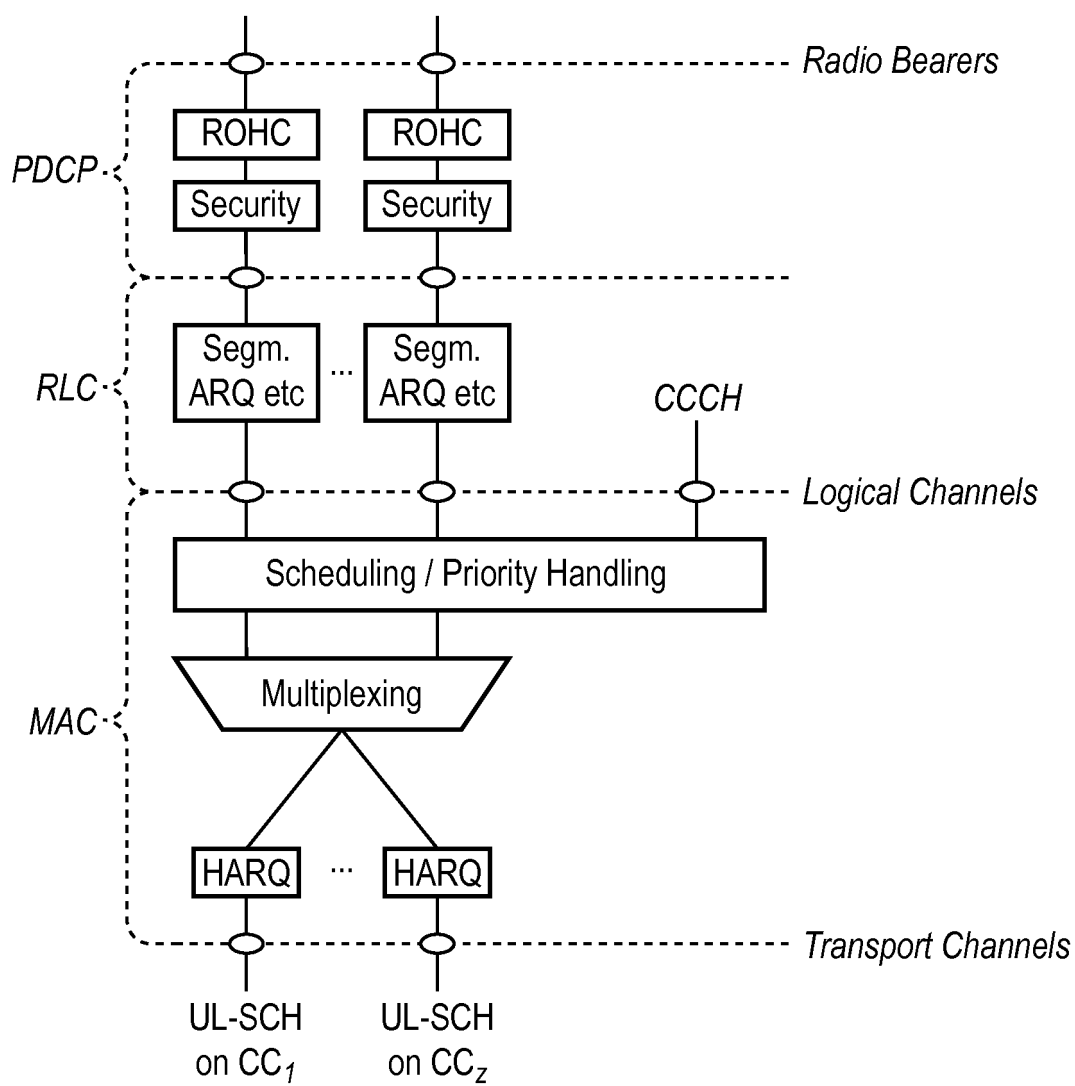 Radio Bearers
ROHC ROHC
PDCP
Security Security
Segm. ARQ etc ... Segm. ARQ etc
RLC
CCCH
Logical Channels
Scheduling / Priority Handling
Multiplexing
MAC
HARQ ... HARQ
Transport Channels
UL-SCH on CC1
UL-SCH on CCz